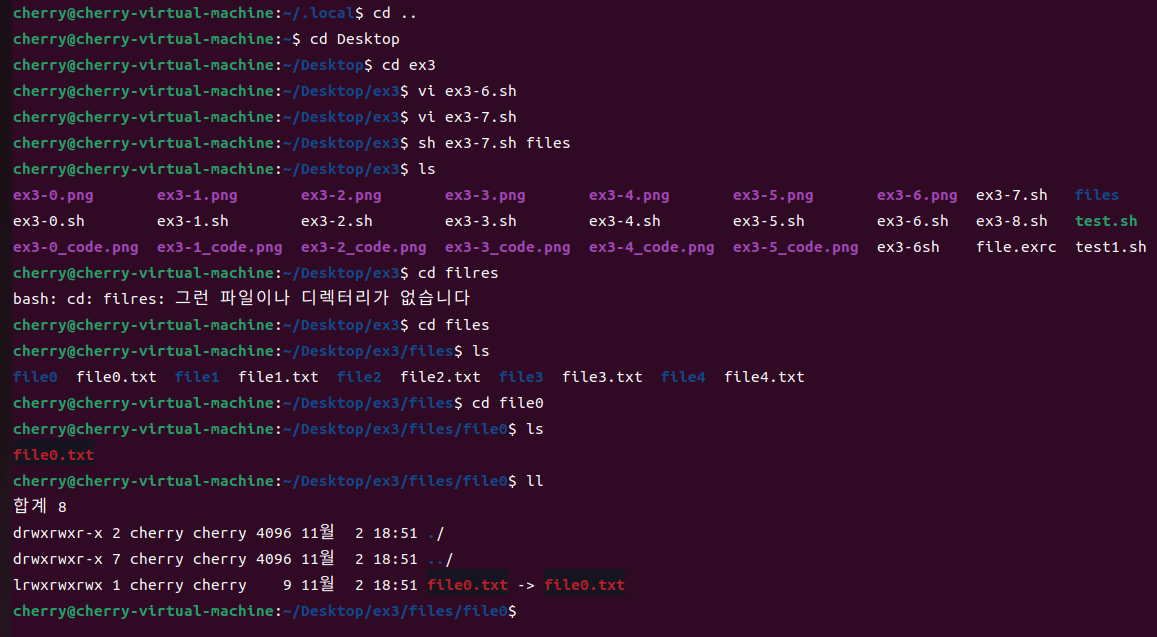 cherry@cherry-virtual-machine:~/.local$ cd ..
cherry@cherry-virtual-machine:~$ cd Desktop
cherry@cherry-virtual-machine:~/Desktop$ cd ex3
cherry@cherry-virtual-machine:~/Desktop/ex3$ vi ex3-6.sh
cherry@cherry-virtual-machine:~/Desktop/ex3$ vi ex3-7.sh
cherry@cherry-virtual-machine:~/Desktop/ex3$ sh ex3-7.sh files
cherry@cherry-virtual-machine:~/Desktop/ex3$ ls
ex3-0.png ex3-1.png ex3-2.png ex3-3.png ex3-4.png ex3-5.png ex3-6.png ex3-7.sh files
ex3-0.sh ex3-1.sh ex3-2.sh ex3-3.sh ex3-4.sh ex3-5.sh ex3-6.sh ex3-8.sh test.sh
ex3-0_code.png ex3-1_code.png ex3-2_code.png ex3-3_code.png ex3-4_code.png ex3-5_code.png ex3-6sh file.exrc test1.sh
cherry@cherry-virtual-machine:~/Desktop/ex3$ cd filres
bash: cd: filres: 그런 파일이나 디렉터리가 없습니다
cherry@cherry-virtual-machine:~/Desktop/ex3$ cd files
cherry@cherry-virtual-machine:~/Desktop/ex3/files$ ls
file0 file0.txt file1 file1.txt file2 file2.txt file3 file3.txt file4 file4.txt
cherry@cherry-virtual-machine:~/Desktop/ex3/files$ cd file0
cherry@cherry-virtual-machine:~/Desktop/ex3/files/file0$ ls
file0.txt
cherry@cherry-virtual-machine:~/Desktop/ex3/files/file0$ ll
합계 8
drwxrwxr-x 2 cherry cherry 4096 11월  2 18:51 ./
drwxrwxr-x 7 cherry cherry 4096 11월  2 18:51 ../
lrwxrwxrwx 1 cherry cherry    9 11월  2 18:51 file0.txt -> file0.txt
cherry@cherry-virtual-machine:~/Desktop/ex3/files/file0$